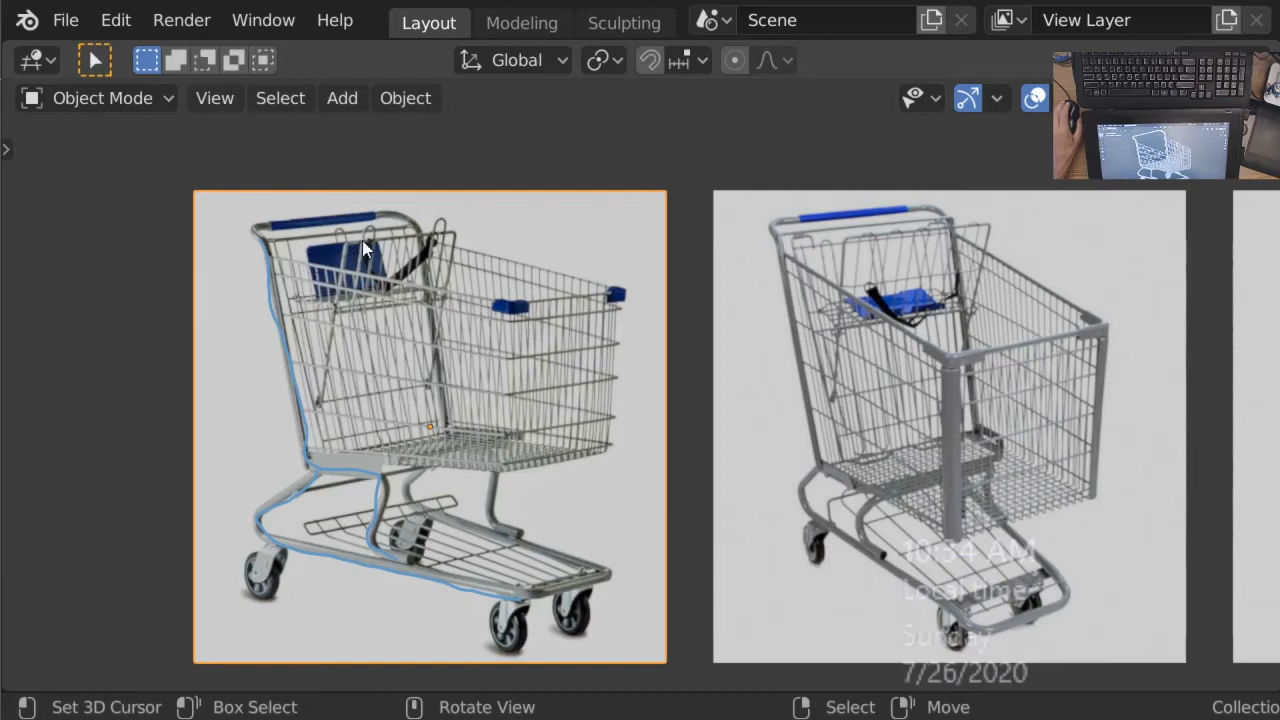 File Edit Render Window Help Layout Modeling Sculpting Scene View Layer
Global
Object Mode View Select Add Object
10:34 AM
Local time
Sunday
7/26/2020
Set 3D Cursor Box Select Rotate View Select Move Collectio